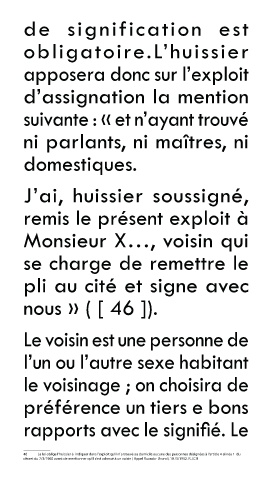 de signification est
obligatoire.L’huissier
apposera donc sur l’exploit
d’assignation la mention
suivante : « et n’ayant trouvé
ni parlants, ni maîtres, ni
domestiques.
J’ai, huissier soussigné,
remis le présent exploit à
Monsieur X…, voisin qui
se charge de remettre le
pli au cité et signe avec
nous » ( [ 46 ]).
Le voisin est une personne de
l’un ou l’autre sexe habitant
le voisinage ; on choisira de
préférence un tiers e bons
rapports avec le signifié. Le